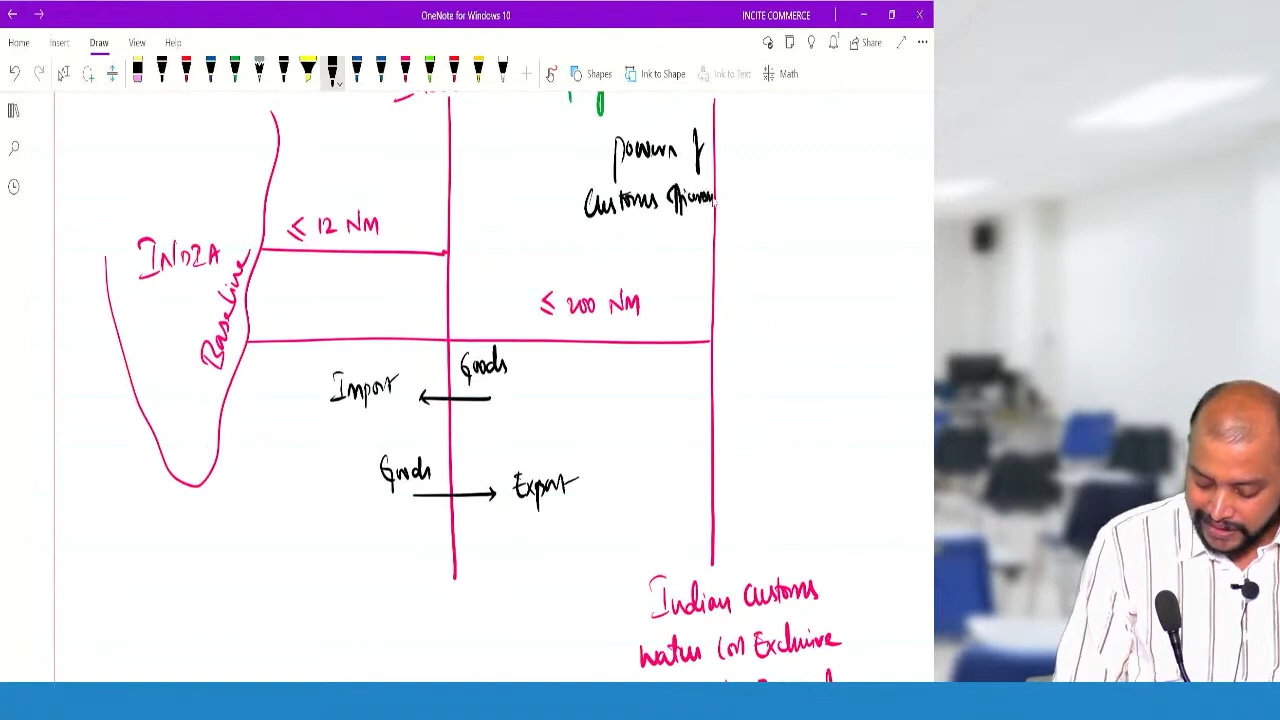 OneNote for Windows 10
INCITE COMMERCE
Home
Insert
Draw
View
Help
Share
Shapes
Ink to Shape
Ink to Text
Math
powers of
Customs officers
≤ 12 NM
INDIA
Baseline
≤ 200 NM
Goods
Import
Goods
Export
Indian Customs
water (or) Exclusive